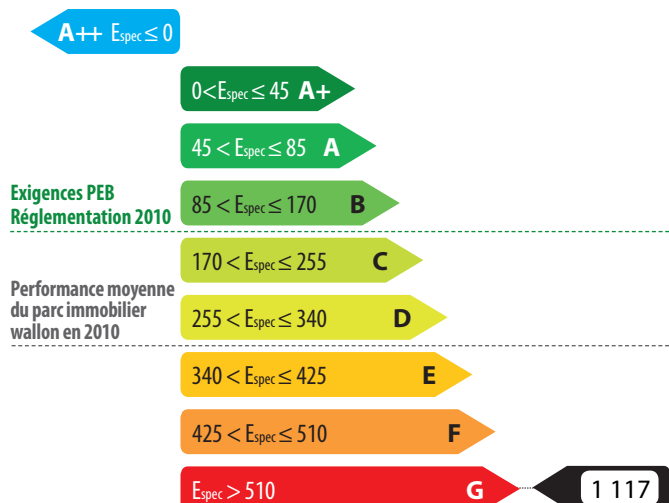 A++ Espec ≤ 0
0<Espec ≤ 45 A+
45 < Espec ≤ 85 A
Exigences PEB
Réglementation 2010
85 < Espec ≤ 170 B
170 < Espec ≤ 255 C
Performance moyenne
du parc immobilier
wallon en 2010
255 < Espec ≤ 340 D
340 < Espec ≤ 425 E
425 < Espec ≤ 510 F
Espec > 510 G 1 117